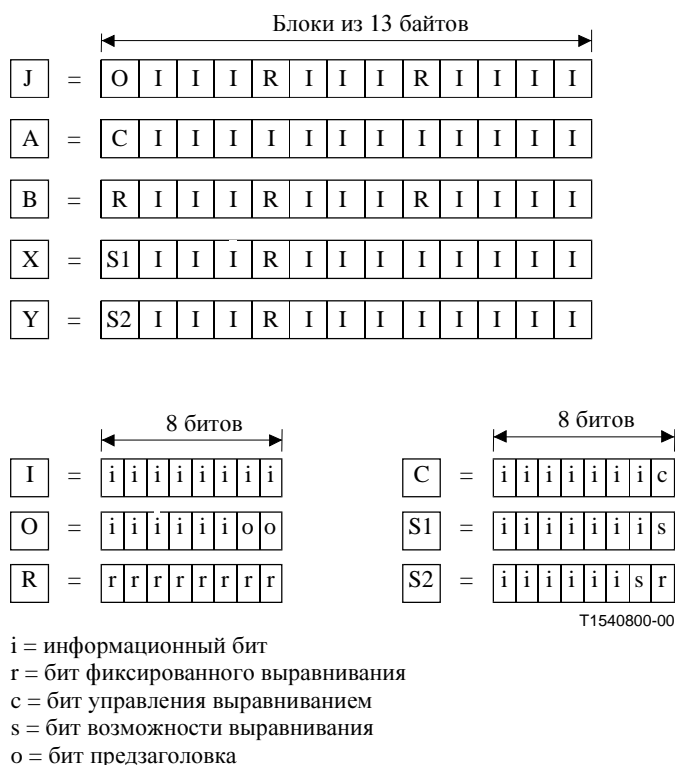 Блоки из 13 байтов
J = O I I I R I I I R I I I I
A = C I I I I I I I I I I I I
B = R I I I R I I I R I I I I
X = S1 I I I R I I I I I I I I
Y = S2 I I I R I I I I I I I I
8 битов 8 битов
I = i i i i i i i i C = i i i i i i i c
O = i i i i i i o o S1 = i i i i i i i s
R = r r r r r r r r S2 = i i i i i i s r
T1540800-00
i = информационный бит
r = бит фиксированного выравнивания
c = бит управления выравниванием
s = бит возможности выравнивания
o = бит предзаголовка